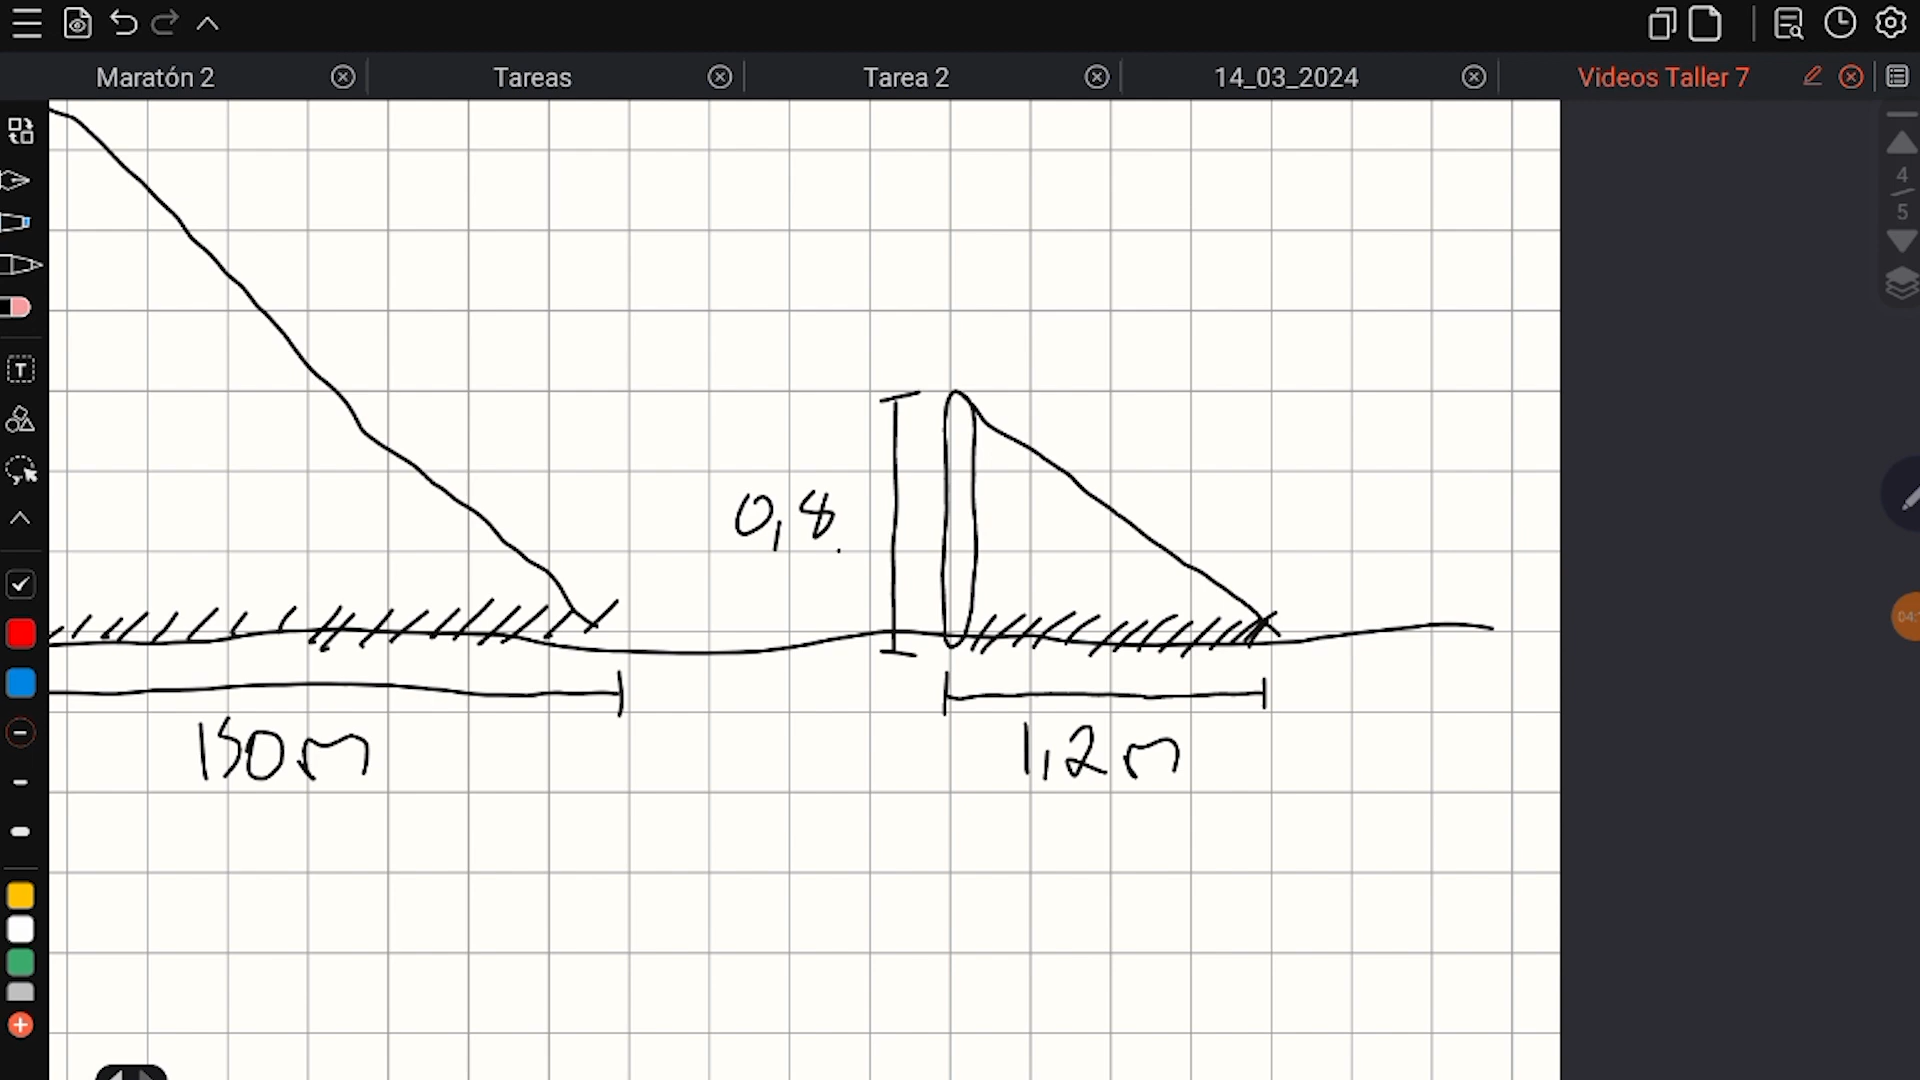 Maratón 2
Tareas
Tarea 2
14_03_2024
Videos Taller 7
4
5
T
0,8
150m
1,2m